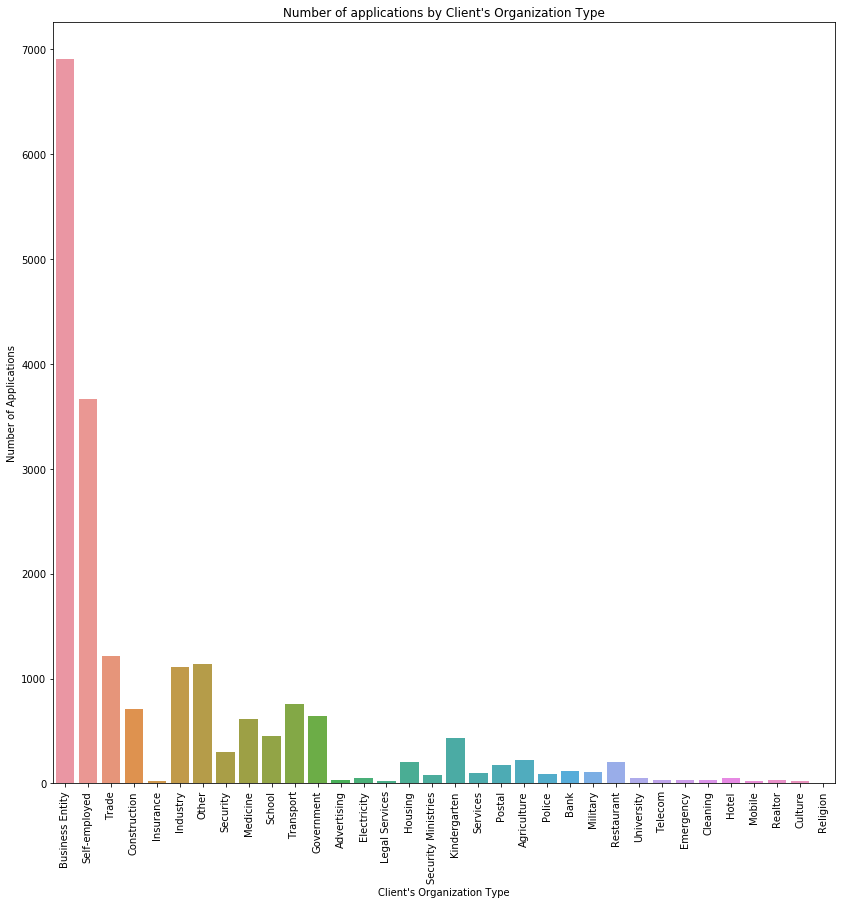 Number of applications by Client's Organization Type
Number of Applications
7000
6000
5000
4000
3000
2000
1000
0
Business Entity
Self-employed
Trade
Construction
Insurance
Industry
Other
Security
Medicine
School
Transport
Government
Advertising
Electricity
Legal Services
Housing
Security Ministries
Kindergarten
Services
Postal
Agriculture
Police
Bank
Military
Restaurant
University
Telecom
Emergency
Cleaning
Hotel
Mobile
Realtor
Culture
Religion
Client's Organization Type